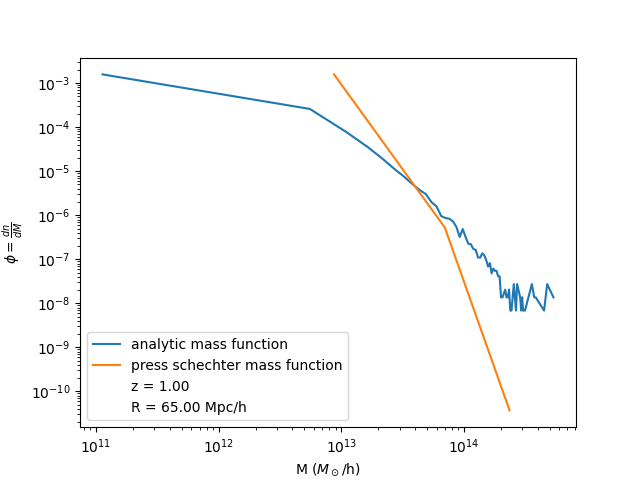 10⁻³
10⁻⁴
10⁻⁵
10⁻⁶
10⁻⁷
10⁻⁸
10⁻⁹
10⁻¹⁰
ϕ = dn/dM
analytic mass function
press schechter mass function
z = 1.00
R = 65.00 Mpc/h
10¹¹ 10¹² 10¹³ 10¹⁴
M (M_⊙/h)